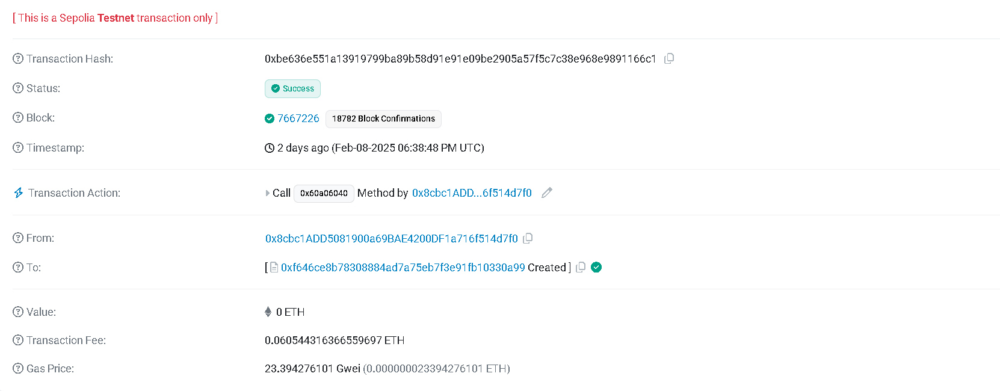 [ This is a Sepolia Testnet transaction only ]
Transaction Hash: 0xbe636e551a13919799ba89b58d91e91e09be2905a57f5c7c38e968e9891166c1
Status: Success
Block: 7667226 18782 Block Confirmations
Timestamp: 2 days ago (Feb-08-2025 06:38:48 PM UTC)
Transaction Action: Call 0x60a06040 Method by 0x8cbc1ADD...6f514d7f0
From: 0x8cbc1ADD5081900a69BAE4200DF1a716f514d7f0
To: [ 0xf646ce8b78308884ad7a75eb7f3e91fb10330a99 Created ]
Value: 0 ETH
Transaction Fee: 0.060544316366559697 ETH
Gas Price: 23.394276101 Gwei (0.000000023394276101 ETH)